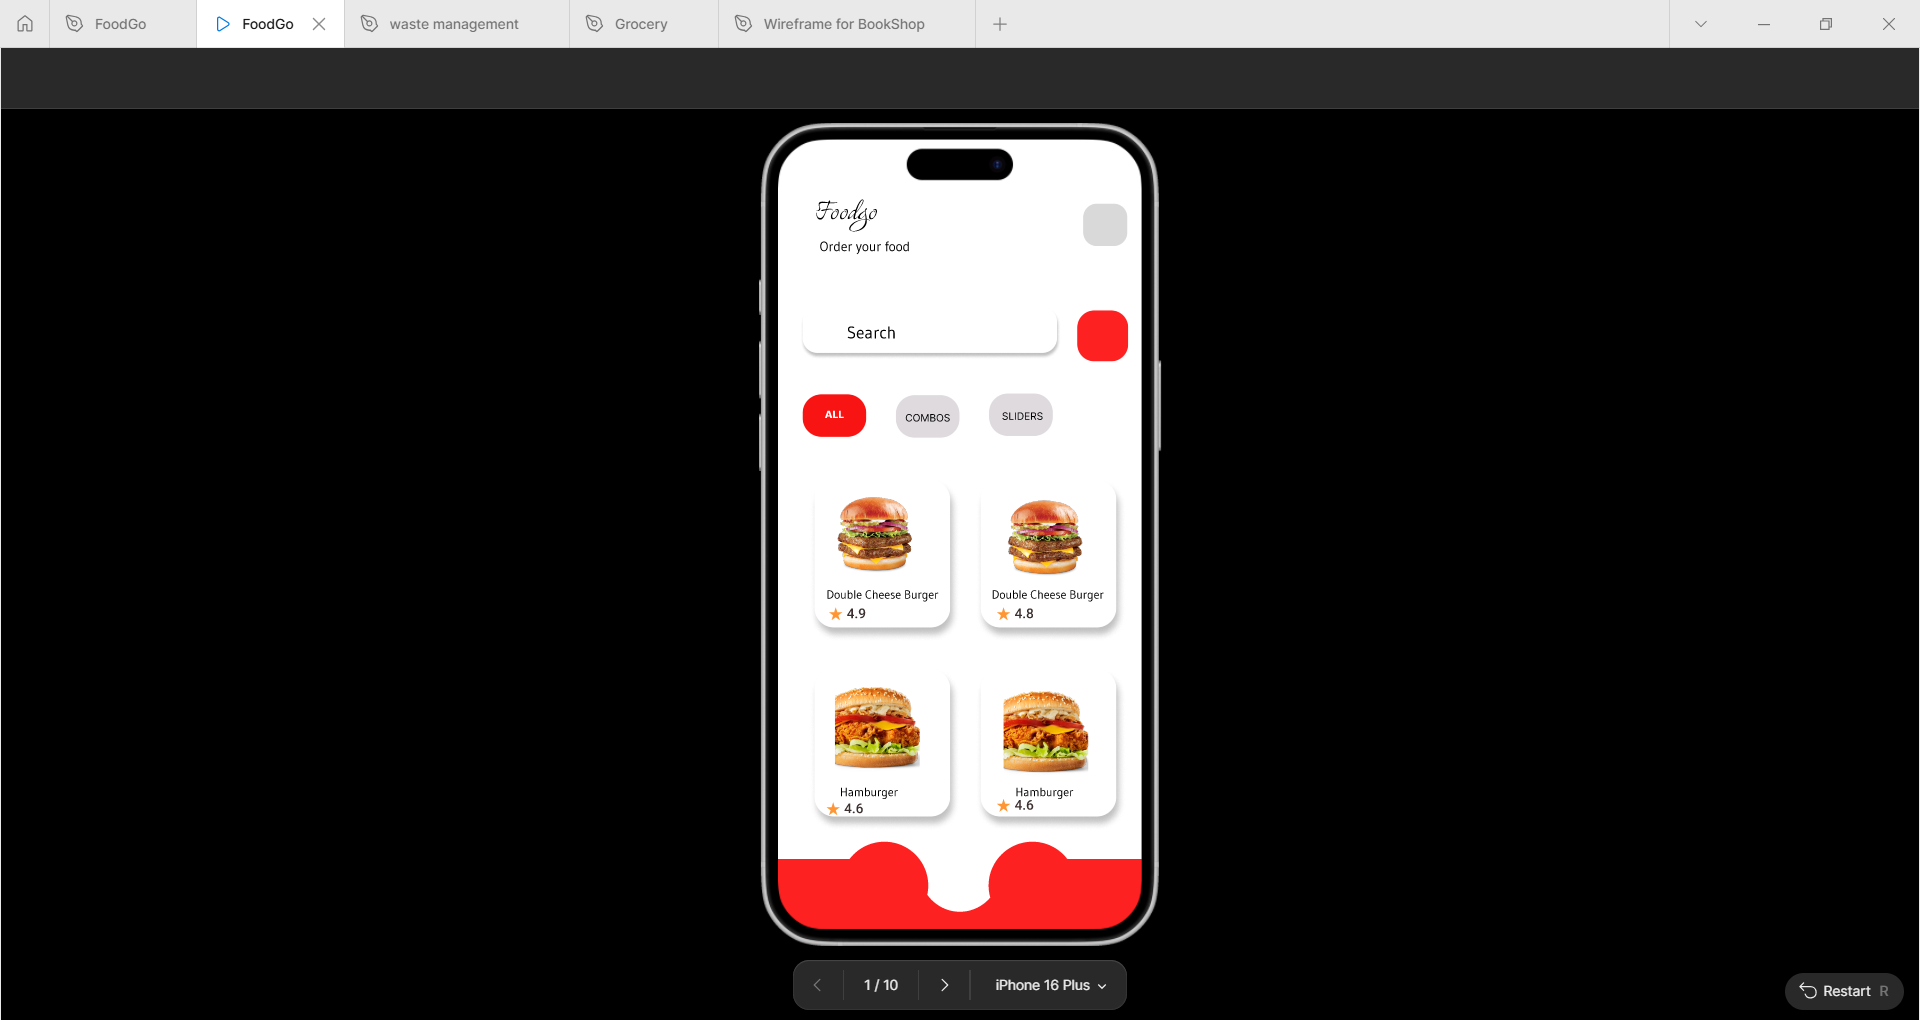 FoodGo
FoodGo
waste management
Grocery
Wireframe for BookShop
Foodgo
Order your food
Search
ALL
COMBOS
SLIDERS
Double Cheese Burger
4.9
Double Cheese Burger
4.8
Hamburger
4.6
Hamburger
4.6
1 / 10
iPhone 16 Plus
Restart R